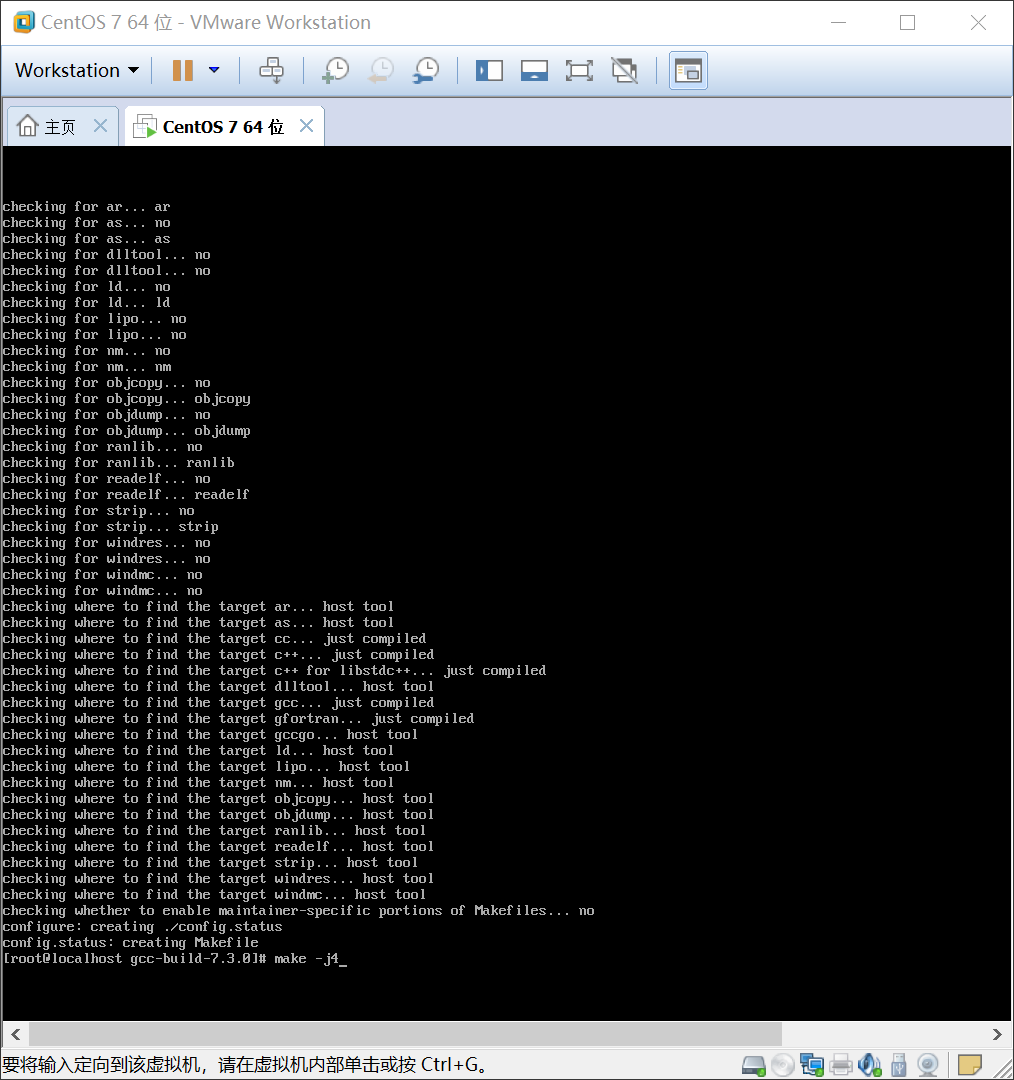 CentOS 7 64 位 - VMware Workstation
Workstation
主页
CentOS 7 64 位
checking for ar... ar
checking for as... no
checking for as... as
checking for dlltool... no
checking for dlltool... no
checking for ld... no
checking for ld... ld
checking for lipo... no
checking for lipo... no
checking for nm... no
checking for nm... nm
checking for objcopy... no
checking for objcopy... objcopy
checking for objdump... no
checking for objdump... objdump
checking for ranlib... no
checking for ranlib... ranlib
checking for readelf... no
checking for readelf... readelf
checking for strip... no
checking for strip... strip
checking for windres... no
checking for windres... no
checking for windmc... no
checking for windmc... no
checking where to find the target ar... host tool
checking where to find the target as... host tool
checking where to find the target cc... just compiled
checking where to find the target c++... just compiled
checking where to find the target c++ for libstdc++... just compiled
checking where to find the target dlltool... host tool
checking where to find the target gcc... just compiled
checking where to find the target gfortran... just compiled
checking where to find the target gccgo... host tool
checking where to find the target ld... host tool
checking where to find the target lipo... host tool
checking where to find the target nm... host tool
checking where to find the target objcopy... host tool
checking where to find the target objdump... host tool
checking where to find the target ranlib... host tool
checking where to find the target readelf... host tool
checking where to find the target strip... host tool
checking where to find the target windres... host tool
checking where to find the target windmc... host tool
checking whether to enable maintainer-specific portions of Makefiles... no
configure: creating ./config.status
config.status: creating Makefile
[root@localhost gcc-build-7.3.0]# make -j4_
要将输入定向到该虚拟机，请在虚拟机内部单击或按 Ctrl+G。